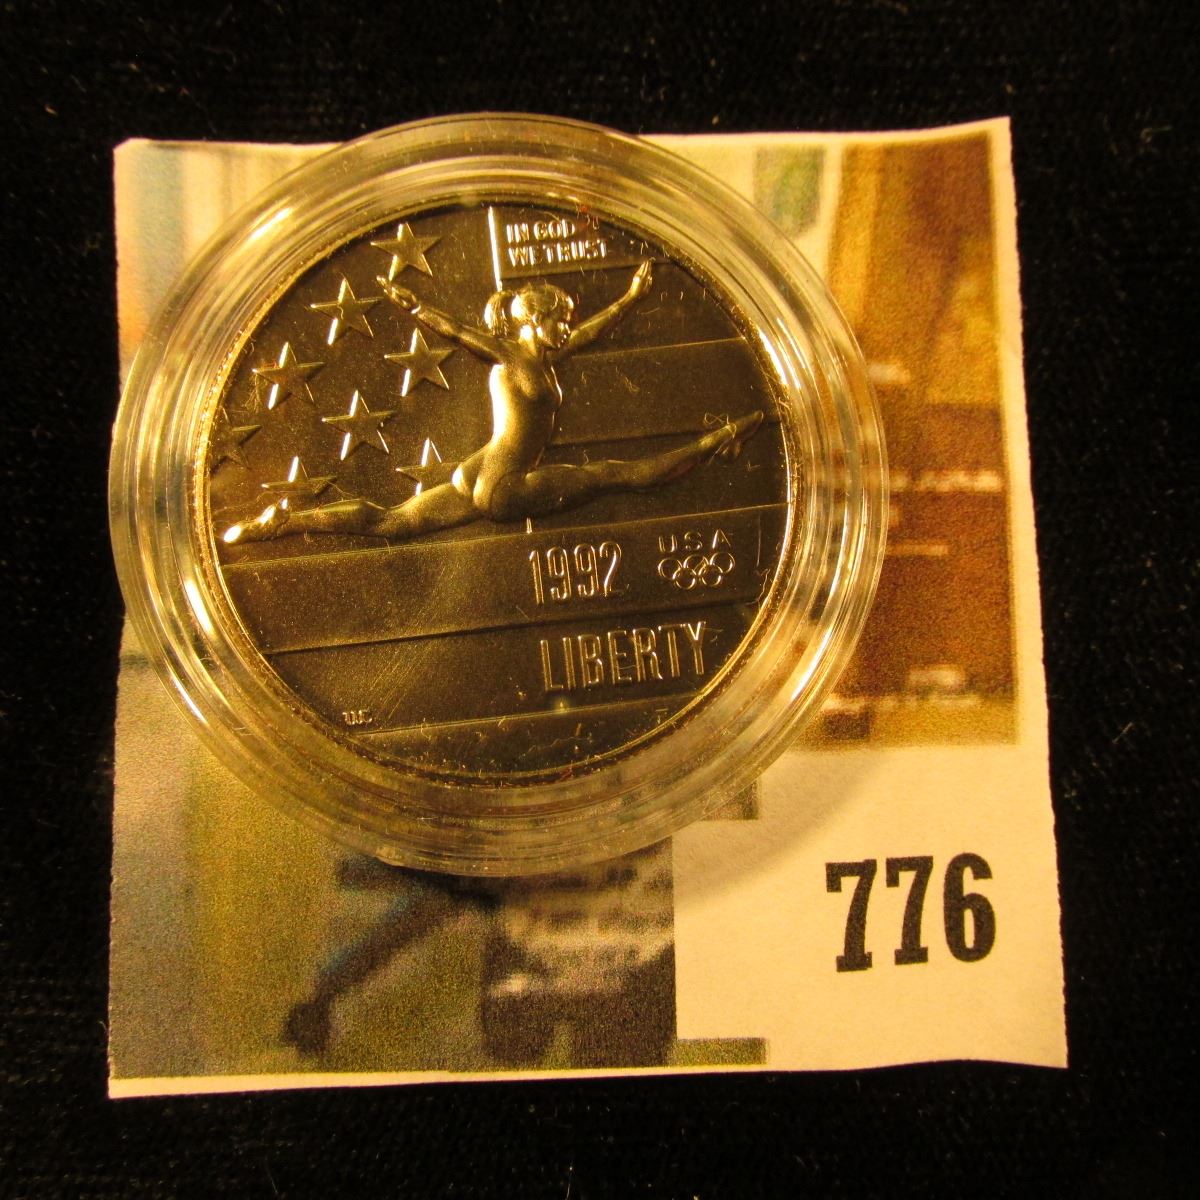 IN GOD
WE TRUST
1992
USA
LIBERTY
776